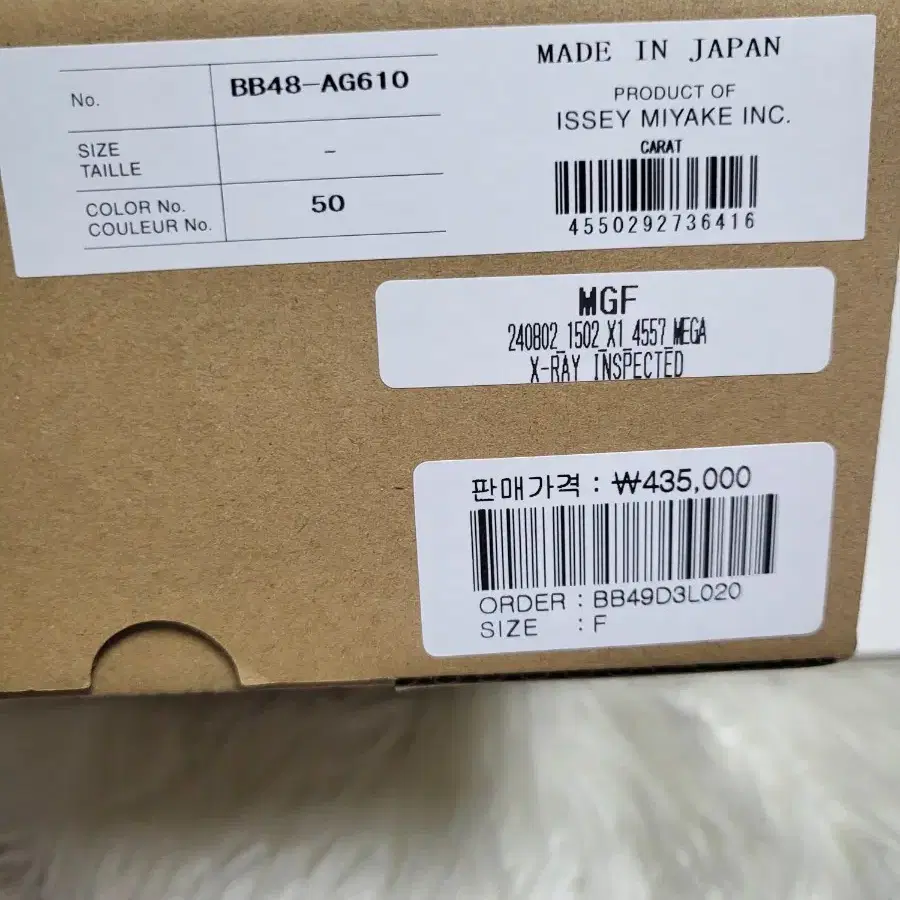 No. BB48-AG610
SIZE
TAILLE -
COLOR No.
COULEUR No. 50
MADE IN JAPAN
PRODUCT OF
ISSEY MIYAKE INC.
CARAT
4550292736416
MGF
240802_1502_X1_4557_MEGA
X-RAY INSPECTED
판매가격 : ₩435,000
ORDER : BB49D3L020
SIZE : F